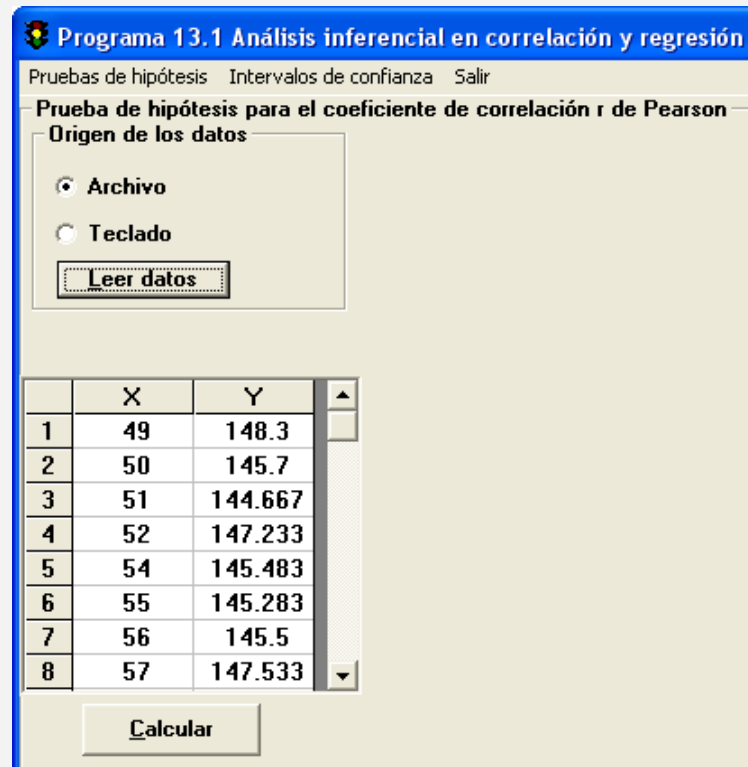 Programa 13.1 Análisis inferencial en correlación y regresión
Pruebas de hipótesis Intervalos de confianza Salir
Prueba de hipótesis para el coeficiente de correlación r de Pearson
Origen de los datos
Archivo
Teclado
Leer datos
X Y
1 49 148.3
2 50 145.7
3 51 144.667
4 52 147.233
5 54 145.483
6 55 145.283
7 56 145.5
8 57 147.533
Calcular